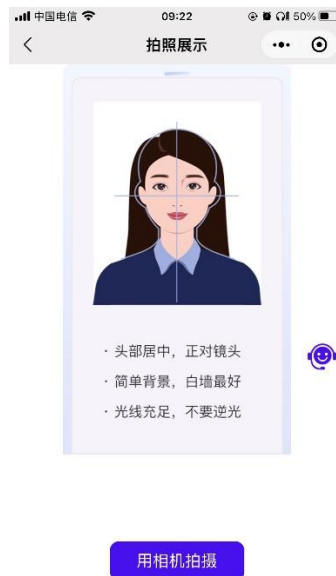 中国电信 09:22 50%
拍照展示
· 头部居中，正对镜头
· 简单背景，白墙最好
· 光线充足，不要逆光
用相机拍摄